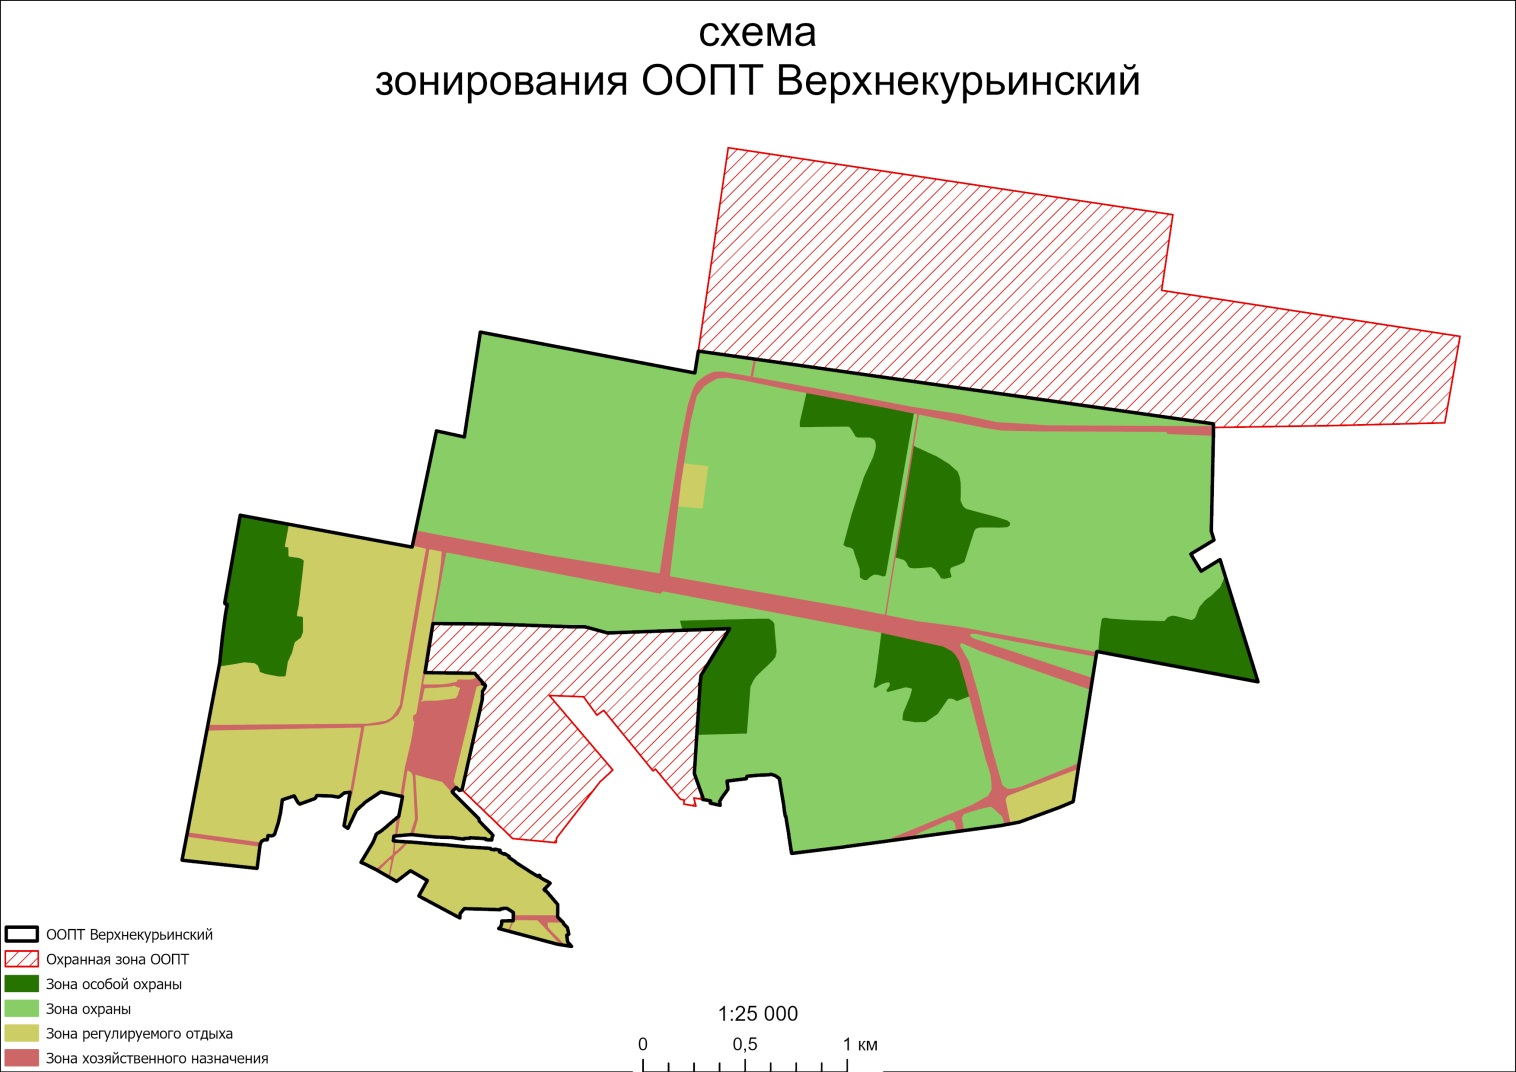 схема
зонирования ООПТ Верхнекурьинский
ООПТ Верхнекурьинский
Охранная зона ООПТ
Зона особой охраны
Зона охраны
Зона регулируемого отдыха
Зона хозяйственного назначения
1:25 000
0 0,5 1 км